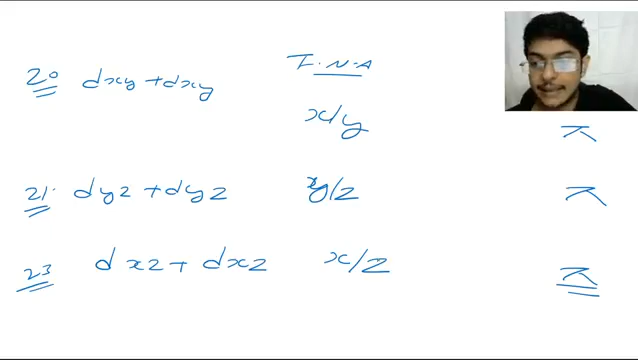 I.N.A
20 dxy + dxy x/y π
21. dyz + dyz y/z π
23 dxz + dxz x/z π